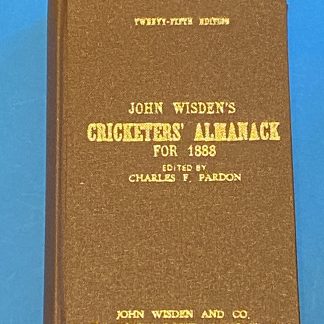 TWENTY-FIFTH EDITION
JOHN WISDEN'S
CRICKETERS' ALMANACK
FOR 1888
EDITED BY
CHARLES F. PARDON
JOHN WISDEN AND CO.